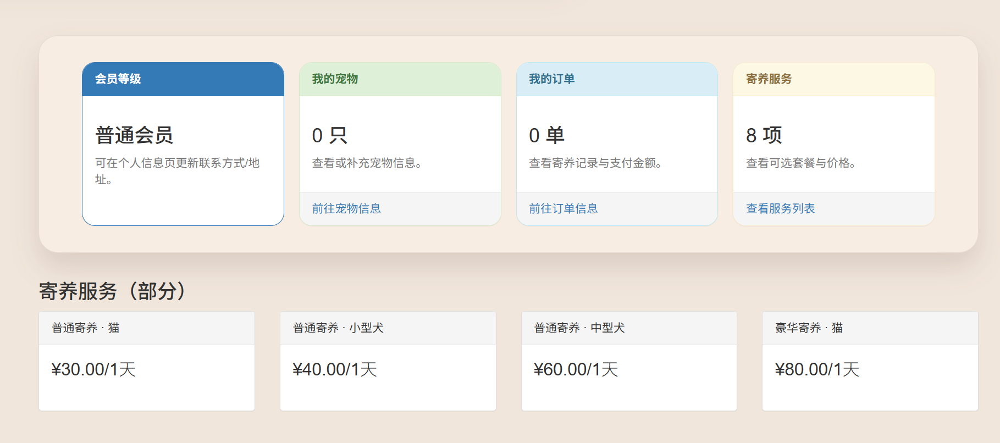 会员等级
普通会员
可在个人信息页更新联系方式/地
址。
我的宠物
0 只
查看或补充宠物信息。
前往宠物信息
我的订单
0 单
查看寄养记录与支付金额。
前往订单信息
寄养服务
8 项
查看可选套餐与价格。
查看服务列表
寄养服务（部分）
普通寄养 · 猫
¥30.00/1天
普通寄养 · 小型犬
¥40.00/1天
普通寄养 · 中型犬
¥60.00/1天
豪华寄养 · 猫
¥80.00/1天